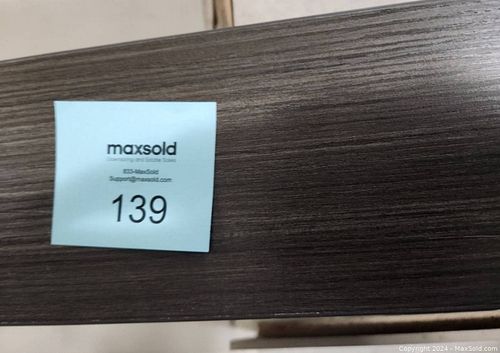 maxsold
Downsizing and Estate Sales
833-MaxSold
Support@maxsold.com
139
Copyright 2024 - MaxSold.com